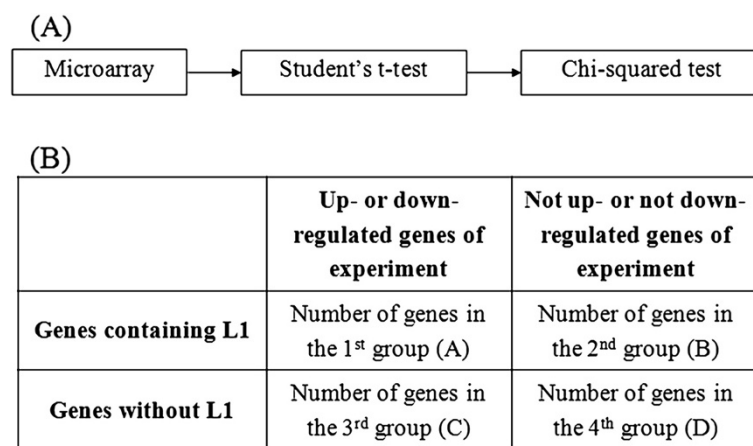 (A)
Microarray
Student's t-test
Chi-squared test
(B)
Up- or down-
regulated genes of
experiment
Not up- or not down-
regulated genes of
experiment
Genes containing L1
Number of genes in
the 1st group (A)
Number of genes in
the 2nd group (B)
Genes without L1
Number of genes in
the 3rd group (C)
Number of genes in
the 4th group (D)